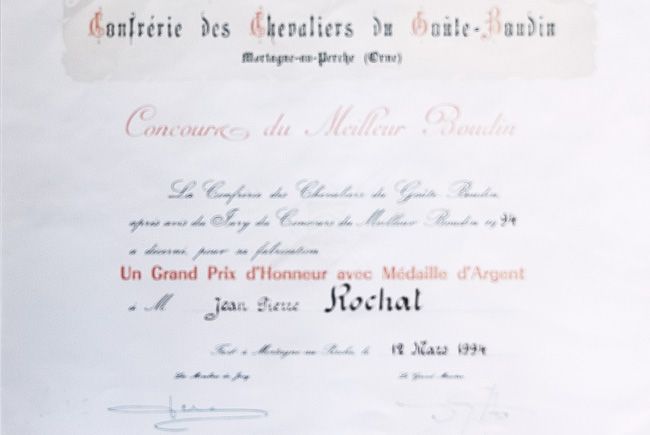 Confrérie des Chevaliers du Goûte-Boudin
Mortagne-au-Perche (Orne)
Concours du Meilleur Boudin
La Confrérie des Chevaliers du Goûte-Boudin
après avis du Jury du Concours du Meilleur Boudin 1994
a décerné, pour sa fabrication
Un Grand Prix d'Honneur avec Médaille d'Argent
à M. Jean Pierre Rochat
Fait à Mortagne-au-Perche, le 12 Mars 1994
Les Membres du Jury Le Grand Maître